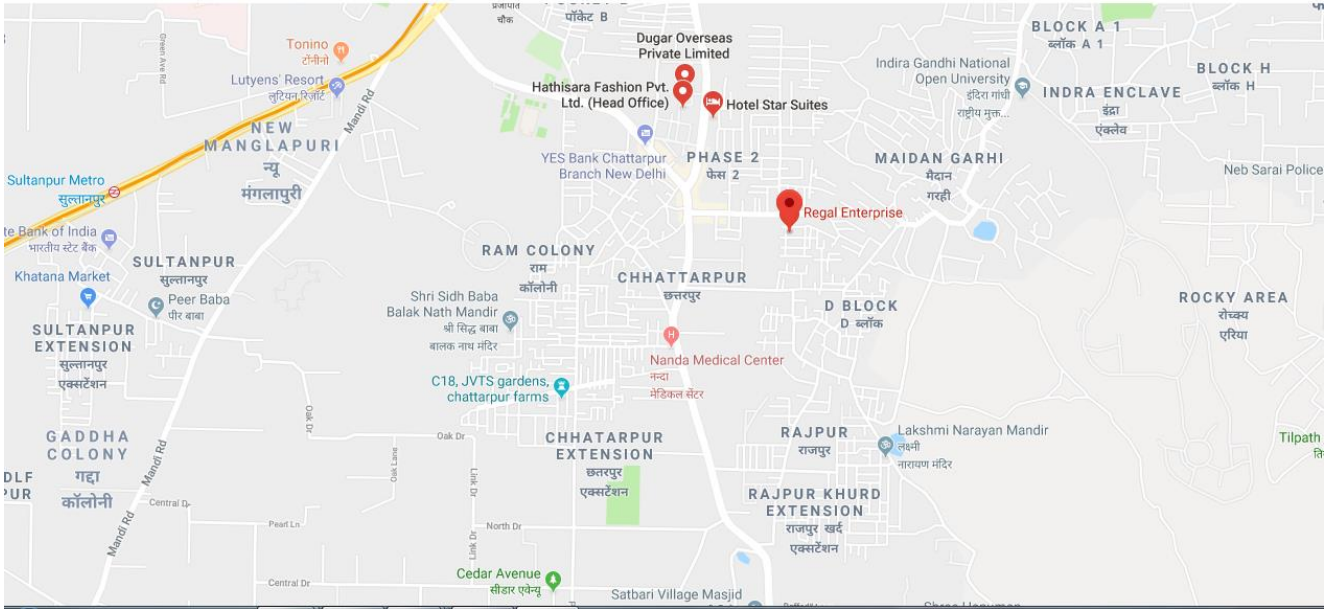 प्रजापति
चौक
पॉकेट B
Tonino
टोंनीनो
Lutyens' Resort
लुटियन रिज़ॉर्ट
Green Ave Rd
Mandi Rd
NEW
MANGLAPURI
न्यू
मंगलापुरी
Sultanpur Metro
सुल्तानपुर
te Bank of India
भारतीय स्टेट बैंक
Khatana Market
SULTANPUR
सुल्तानपुर
Peer Baba
पीर बाबा
SULTANPUR
EXTENSION
सुल्तानपुर
एक्सटेंशन
GADDHA
COLONY
गद्दा
कॉलोनी
DLF
PUR
Mandi Rd
Mandi Rd
Central Dr
Pearl Ln
Central Dr
Oak Dr
Oak Dr
Oak Lane
Link Dr
Link Dr
North Dr
Dugar Overseas
Private Limited
Hathisara Fashion Pvt.
Ltd. (Head Office)
Hotel Star Suites
YES Bank Chattarpur
Branch New Delhi
PHASE 2
फेस 2
Regal Enterprise
RAM COLONY
राम
कॉलोनी
CHHATTARPUR
छत्तरपुर
Shri Sidh Baba
Balak Nath Mandir
श्री सिद्ध बाबा
बालक नाथ मंदिर
Nanda Medical Center
नन्दा
मेडिकल सेंटर
C18, JVTS gardens,
chattarpur farms
CHHATARPUR
EXTENSION
छतरपुर
एक्सटेंशन
Cedar Avenue
सीडार एवेन्यू
Satbari Village Masjid
Indira Gandhi National
Open University
इंदिरा गांधी
राष्ट्रीय मुक्त...
BLOCK A 1
ब्लॉक A 1
BLOCK H
ब्लॉक H
INDRA ENCLAVE
इंद्रा
एंक्लेव
MAIDAN GARHI
मैदान
गरही
Neb Sarai Police
D BLOCK
D ब्लॉक
ROCKY AREA
रोच्क्य
एरिया
RAJPUR
राजपुर
Lakshmi Narayan Mandir
लक्ष्मी
नारायण मंदिर
RAJPUR KHURD
EXTENSION
राजपुर खर्द
एक्सटेंशन
Tilpath